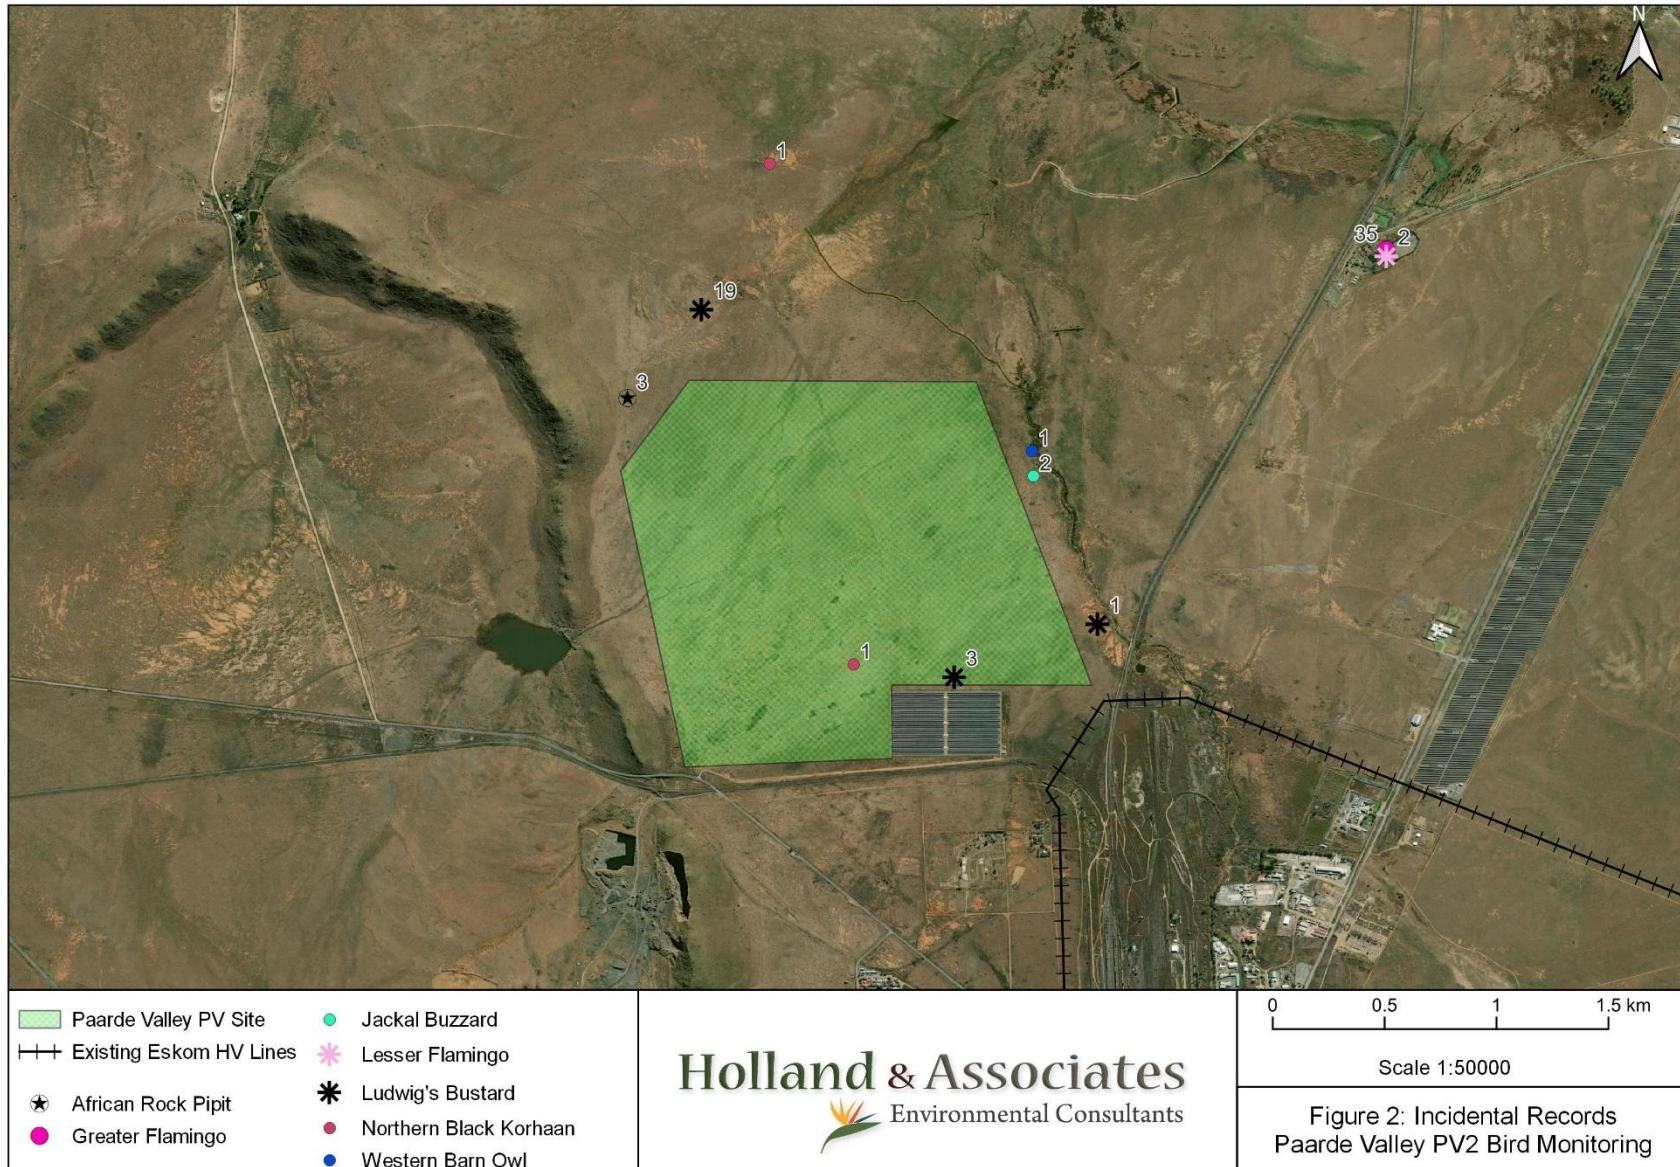 N
1
35
2
19
3
1
2
1
1
3
Paarde Valley PV Site
Existing Eskom HV Lines
African Rock Pipit
Greater Flamingo
Jackal Buzzard
Lesser Flamingo
Ludwig's Bustard
Northern Black Korhaan
Western Barn Owl
Holland & Associates
Environmental Consultants
0 0.5 1 1.5 km
Scale 1:50000
Figure 2: Incidental Records
Paarde Valley PV2 Bird Monitoring